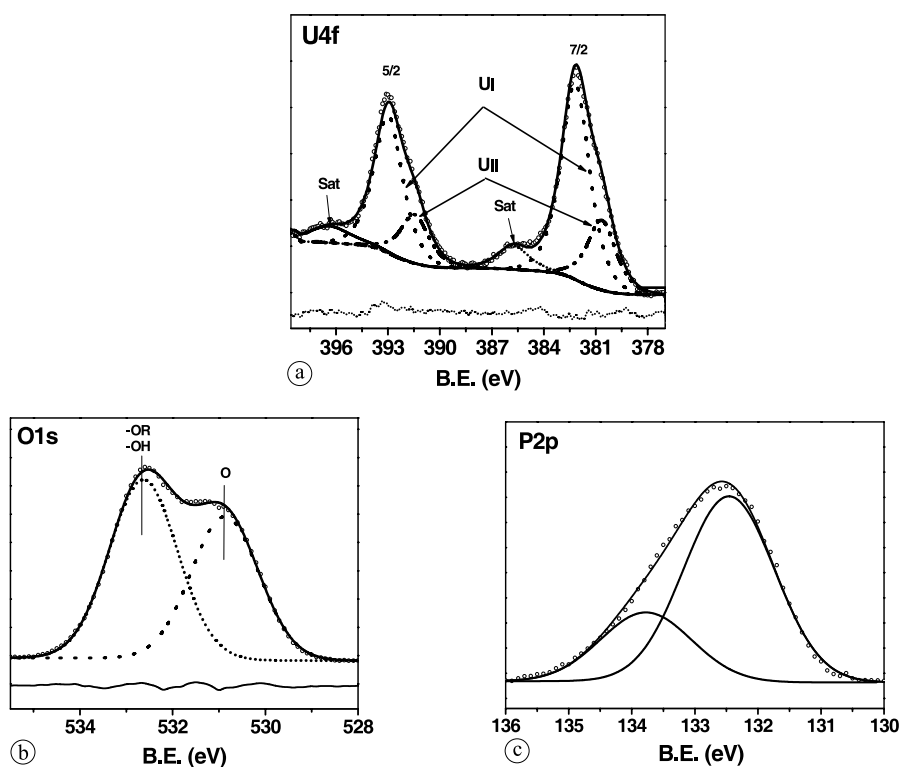 U4f
7/2
5/2
UI
UII
Sat
Sat
396 393 390 387 384 381 378
B.E. (eV)
a
O1s
-OR
-OH
O
534 532 530 528
B.E. (eV)
b
P2p
136 135 134 133 132 131 130
B.E. (eV)
c